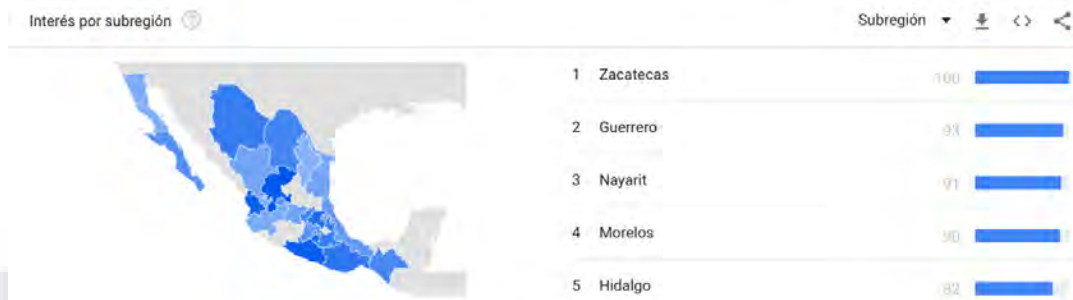 Interés por subregión
Subregión
1 Zacatecas 100
2 Guerrero 93
3 Nayarit 91
4 Morelos 90
5 Hidalgo 82